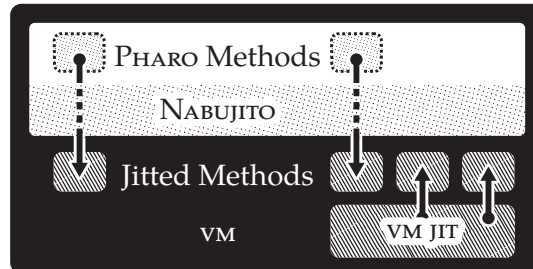 PHARO Methods
NABUJITO
Jitted Methods
VM
VM JIT